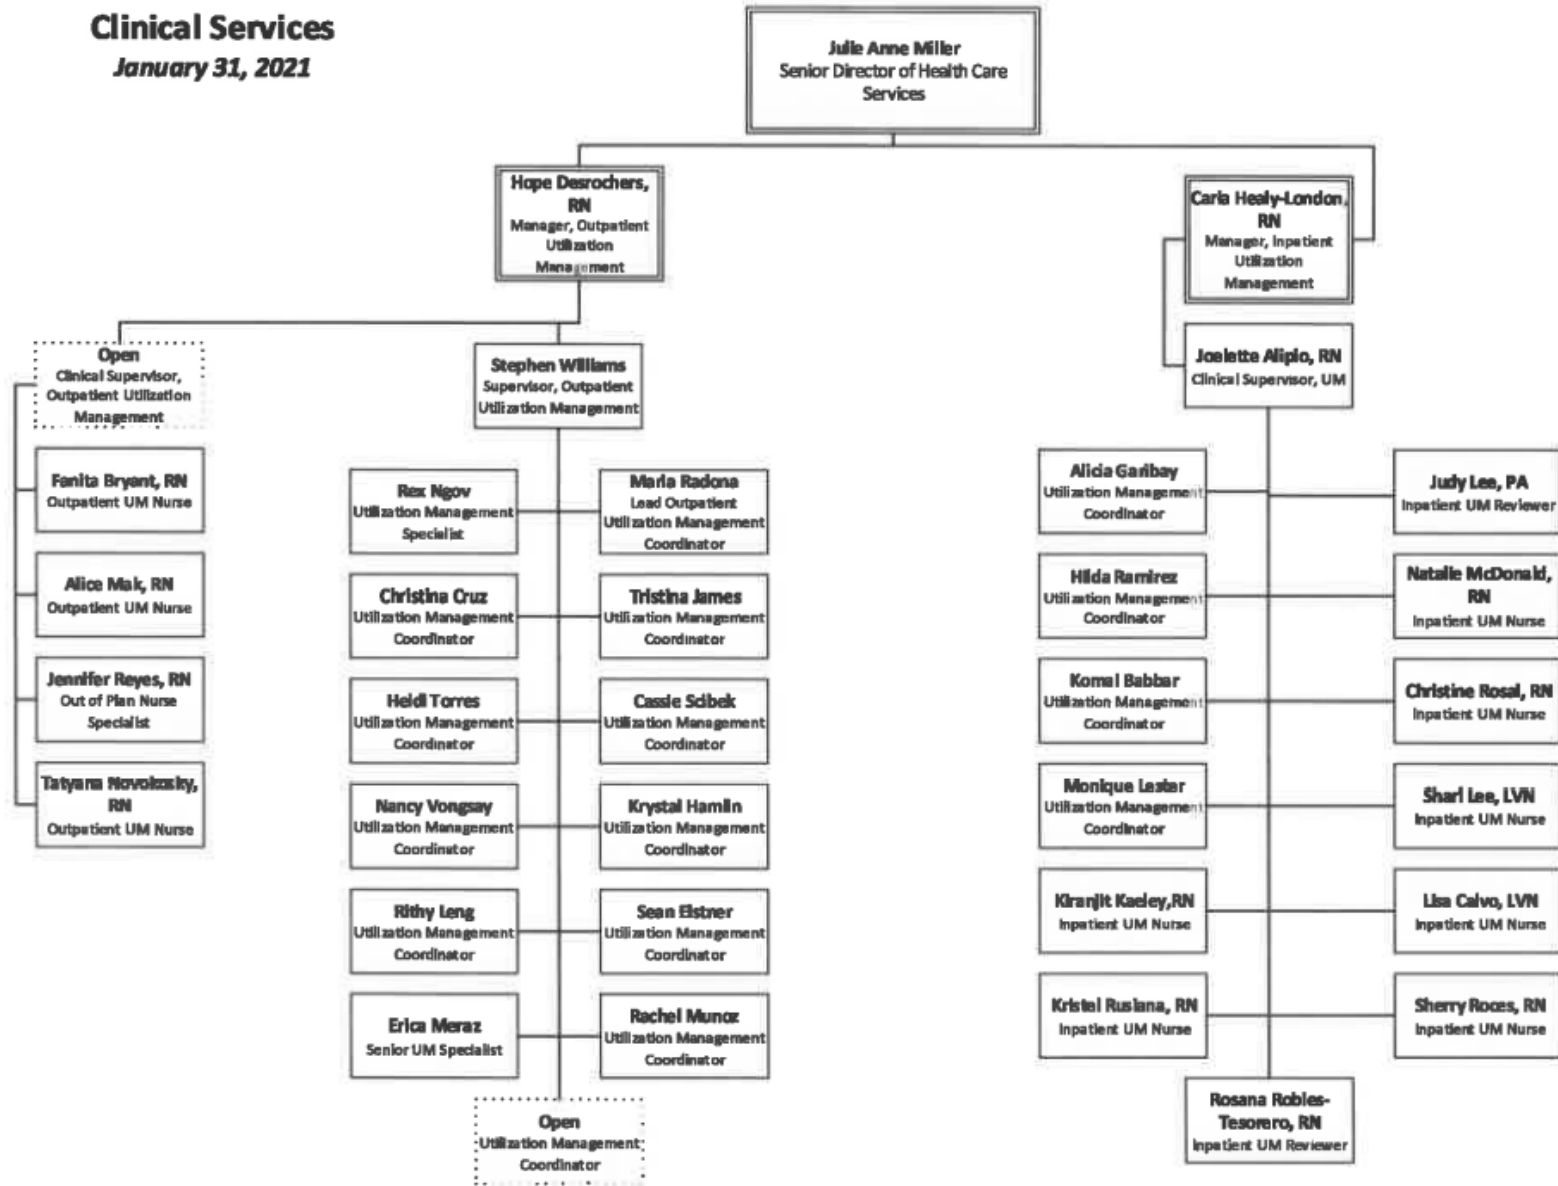 Clinical Services
January 31, 2021
Julie Anne Miller
Senior Director of Health Care
Services
Hope Desrochers,
RN
Manager, Outpatient
Utilization
Management
Carla Healy-London,
RN
Manager, Inpatient
Utilization
Management
Open
Clinical Supervisor,
Outpatient Utilization
Management
Stephen Williams
Supervisor, Outpatient
Utilization Management
Joelette Alipio, RN
Clinical Supervisor, UM
Fenita Bryant, RN
Outpatient UM Nurse
Alice Mak, RN
Outpatient UM Nurse
Jennifer Reyes, RN
Out of Plan Nurse
Specialist
Tatyana Novokosky,
RN
Outpatient UM Nurse
Rex Ngov
Utilization Management
Specialist
Maria Radona
Lead Outpatient
Utilization Management
Coordinator
Christina Cruz
Utilization Management
Coordinator
Tristina James
Utilization Management
Coordinator
Heidi Torres
Utilization Management
Coordinator
Cassie Scibek
Utilization Management
Coordinator
Nancy Vongsay
Utilization Management
Coordinator
Krystal Hamlin
Utilization Management
Coordinator
Rithy Leng
Utilization Management
Coordinator
Sean Elstner
Utilization Management
Coordinator
Erica Meraz
Senior UM Specialist
Rachel Munoz
Utilization Management
Coordinator
Open
Utilization Management
Coordinator
Alicia Garibay
Utilization Management
Coordinator
Judy Lee, PA
Inpatient UM Reviewer
Hilda Ramirez
Utilization Management
Coordinator
Natalie McDonald,
RN
Inpatient UM Nurse
Komal Babbar
Utilization Management
Coordinator
Christine Rosal, RN
Inpatient UM Nurse
Monique Lester
Utilization Management
Coordinator
Shari Lee, LVN
Inpatient UM Nurse
Kiranjit Kaeley,RN
Inpatient UM Nurse
Lisa Calvo, LVN
Inpatient UM Nurse
Kristel Rusiana, RN
Inpatient UM Nurse
Sherry Roces, RN
Inpatient UM Nurse
Rosana Robles-
Tesorero, RN
Inpatient UM Reviewer